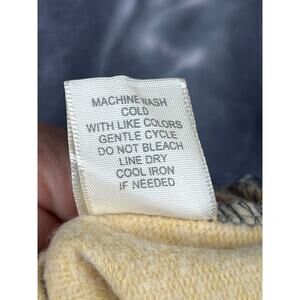 MACHINE WASH
COLD
WITH LIKE COLORS
GENTLE CYCLE
DO NOT BLEACH
LINE DRY
COOL IRON
IF NEEDED